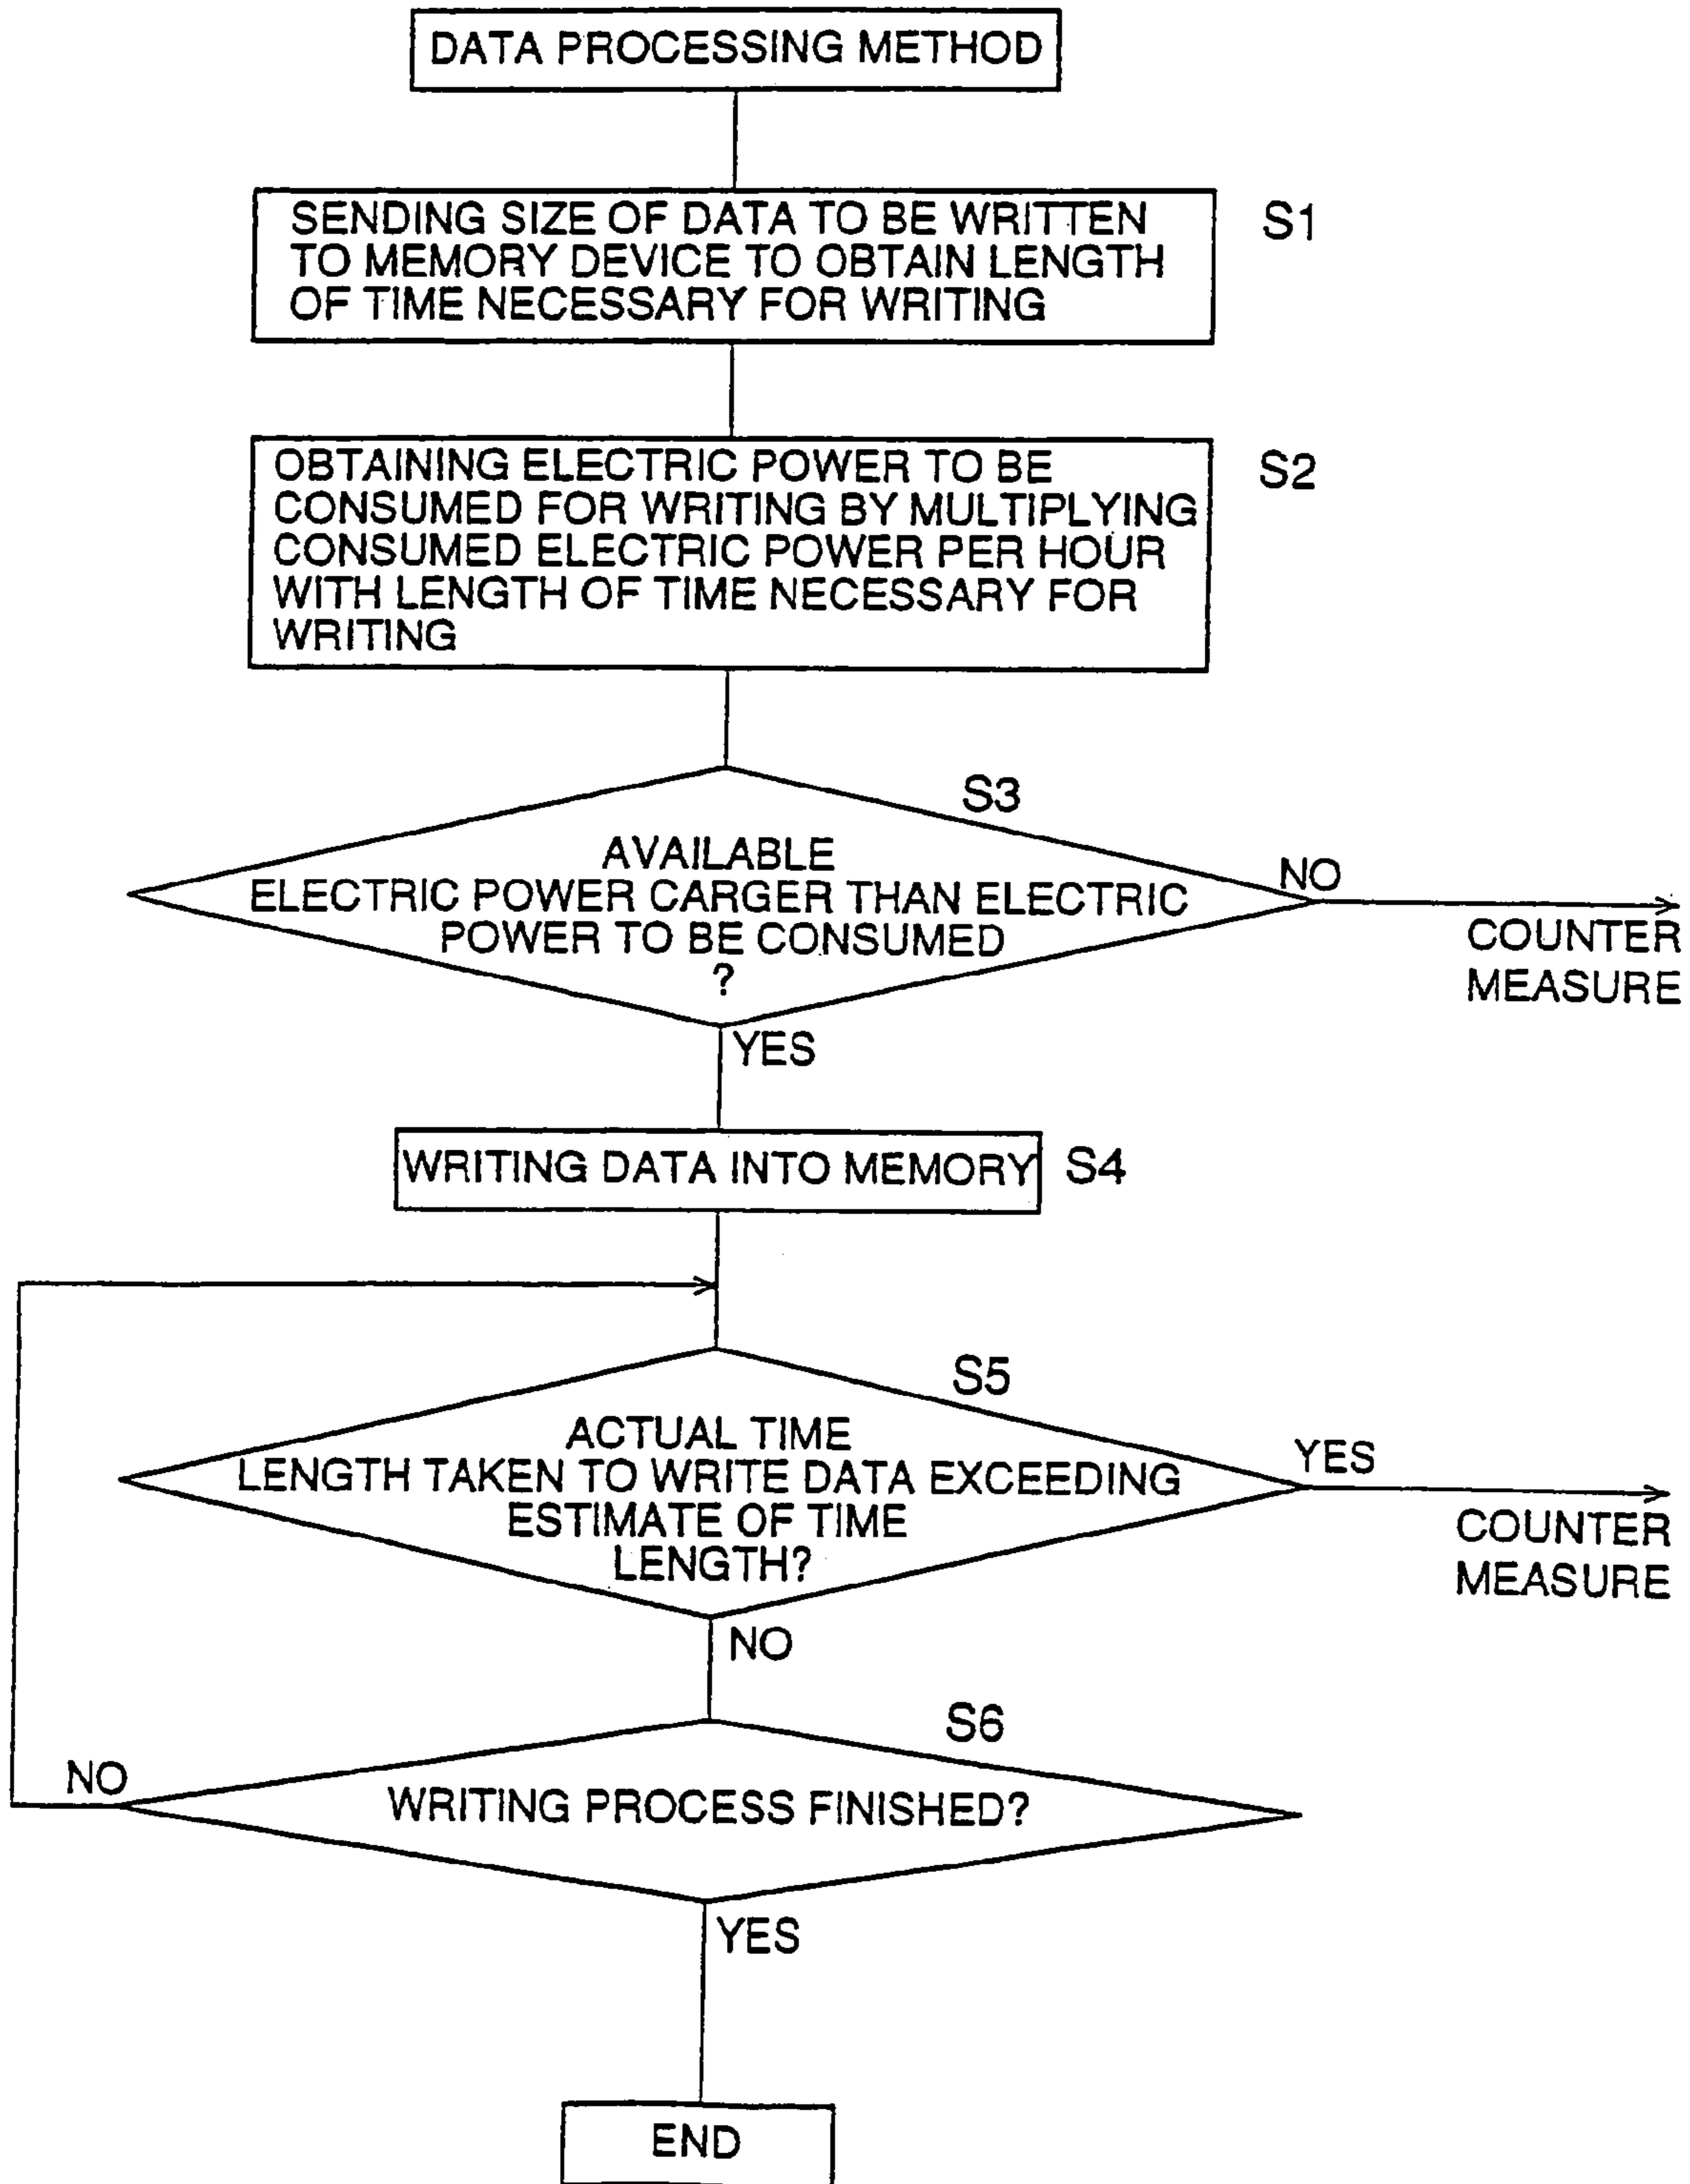 DATA PROCESSING METHOD
SENDING SIZE OF DATA TO BE WRITTEN
TO MEMORY DEVICE TO OBTAIN LENGTH
OF TIME NECESSARY FOR WRITING
S1
OBTAINING ELECTRIC POWER TO BE
CONSUMED FOR WRITING BY MULTIPLYING
CONSUMED ELECTRIC POWER PER HOUR
WITH LENGTH OF TIME NECESSARY FOR
WRITING
S2
S3
AVAILABLE
ELECTRIC POWER CARGER THAN ELECTRIC
POWER TO BE CONSUMED
?
NO
COUNTER
MEASURE
YES
WRITING DATA INTO MEMORY
S4
S5
ACTUAL TIME
LENGTH TAKEN TO WRITE DATA EXCEEDING
ESTIMATE OF TIME
LENGTH?
YES
COUNTER
MEASURE
NO
S6
NO
WRITING PROCESS FINISHED?
YES
END